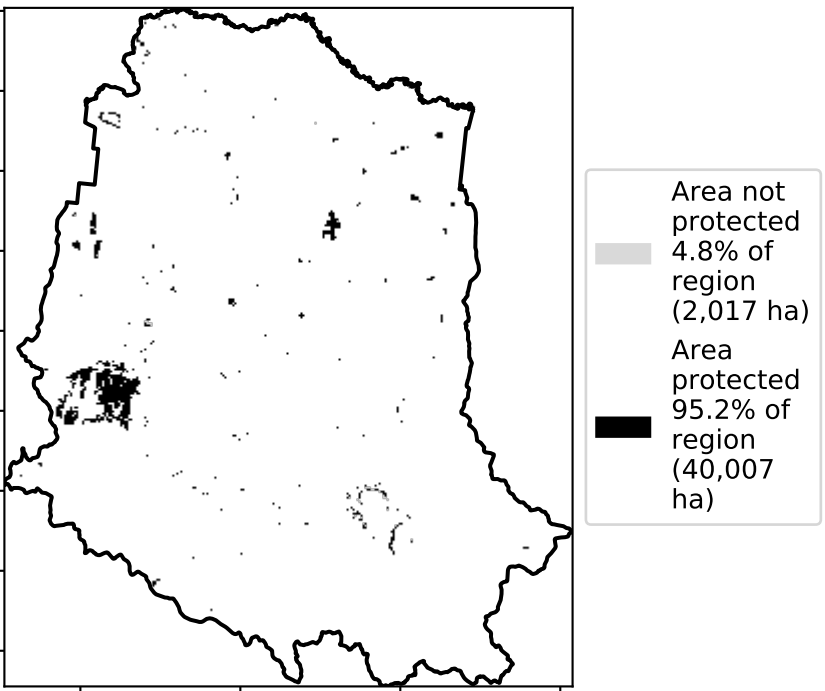 Area not
protected
4.8% of
region
(2,017 ha)
Area
protected
95.2% of
region
(40,007
ha)